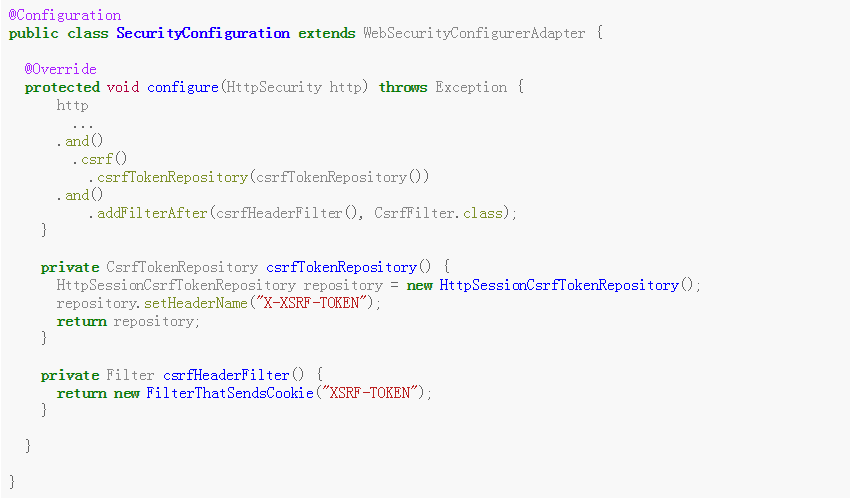 @Configuration
public class SecurityConfiguration extends WebSecurityConfigurerAdapter {
@Override
protected void configure(HttpSecurity http) throws Exception {
http
...
.and()
.csrf()
.csrfTokenRepository(csrfTokenRepository())
.and()
.addFilterAfter(csrfHeaderFilter(), CsrfFilter.class);
}
private CsrfTokenRepository csrfTokenRepository() {
HttpSessionCsrfTokenRepository repository = new HttpSessionCsrfTokenRepository();
repository.setHeaderName("X-XSRF-TOKEN");
return repository;
}
private Filter csrfHeaderFilter() {
return new FilterThatSendsCookie("XSRF-TOKEN");
}
}
}